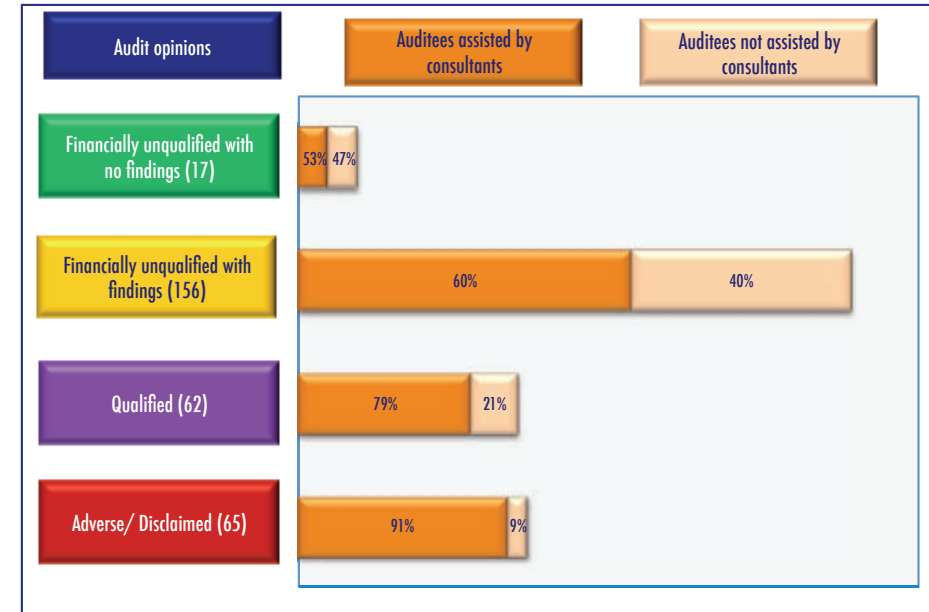 Audit opinions
Auditees assisted by
consultants
Auditees not assisted by
consultants
Financially unqualified with
no findings (17)
53%
47%
Financially unqualified with
findings (156)
60%
40%
Qualified (62)
79%
21%
Adverse/ Disclaimed (65)
91%
9%